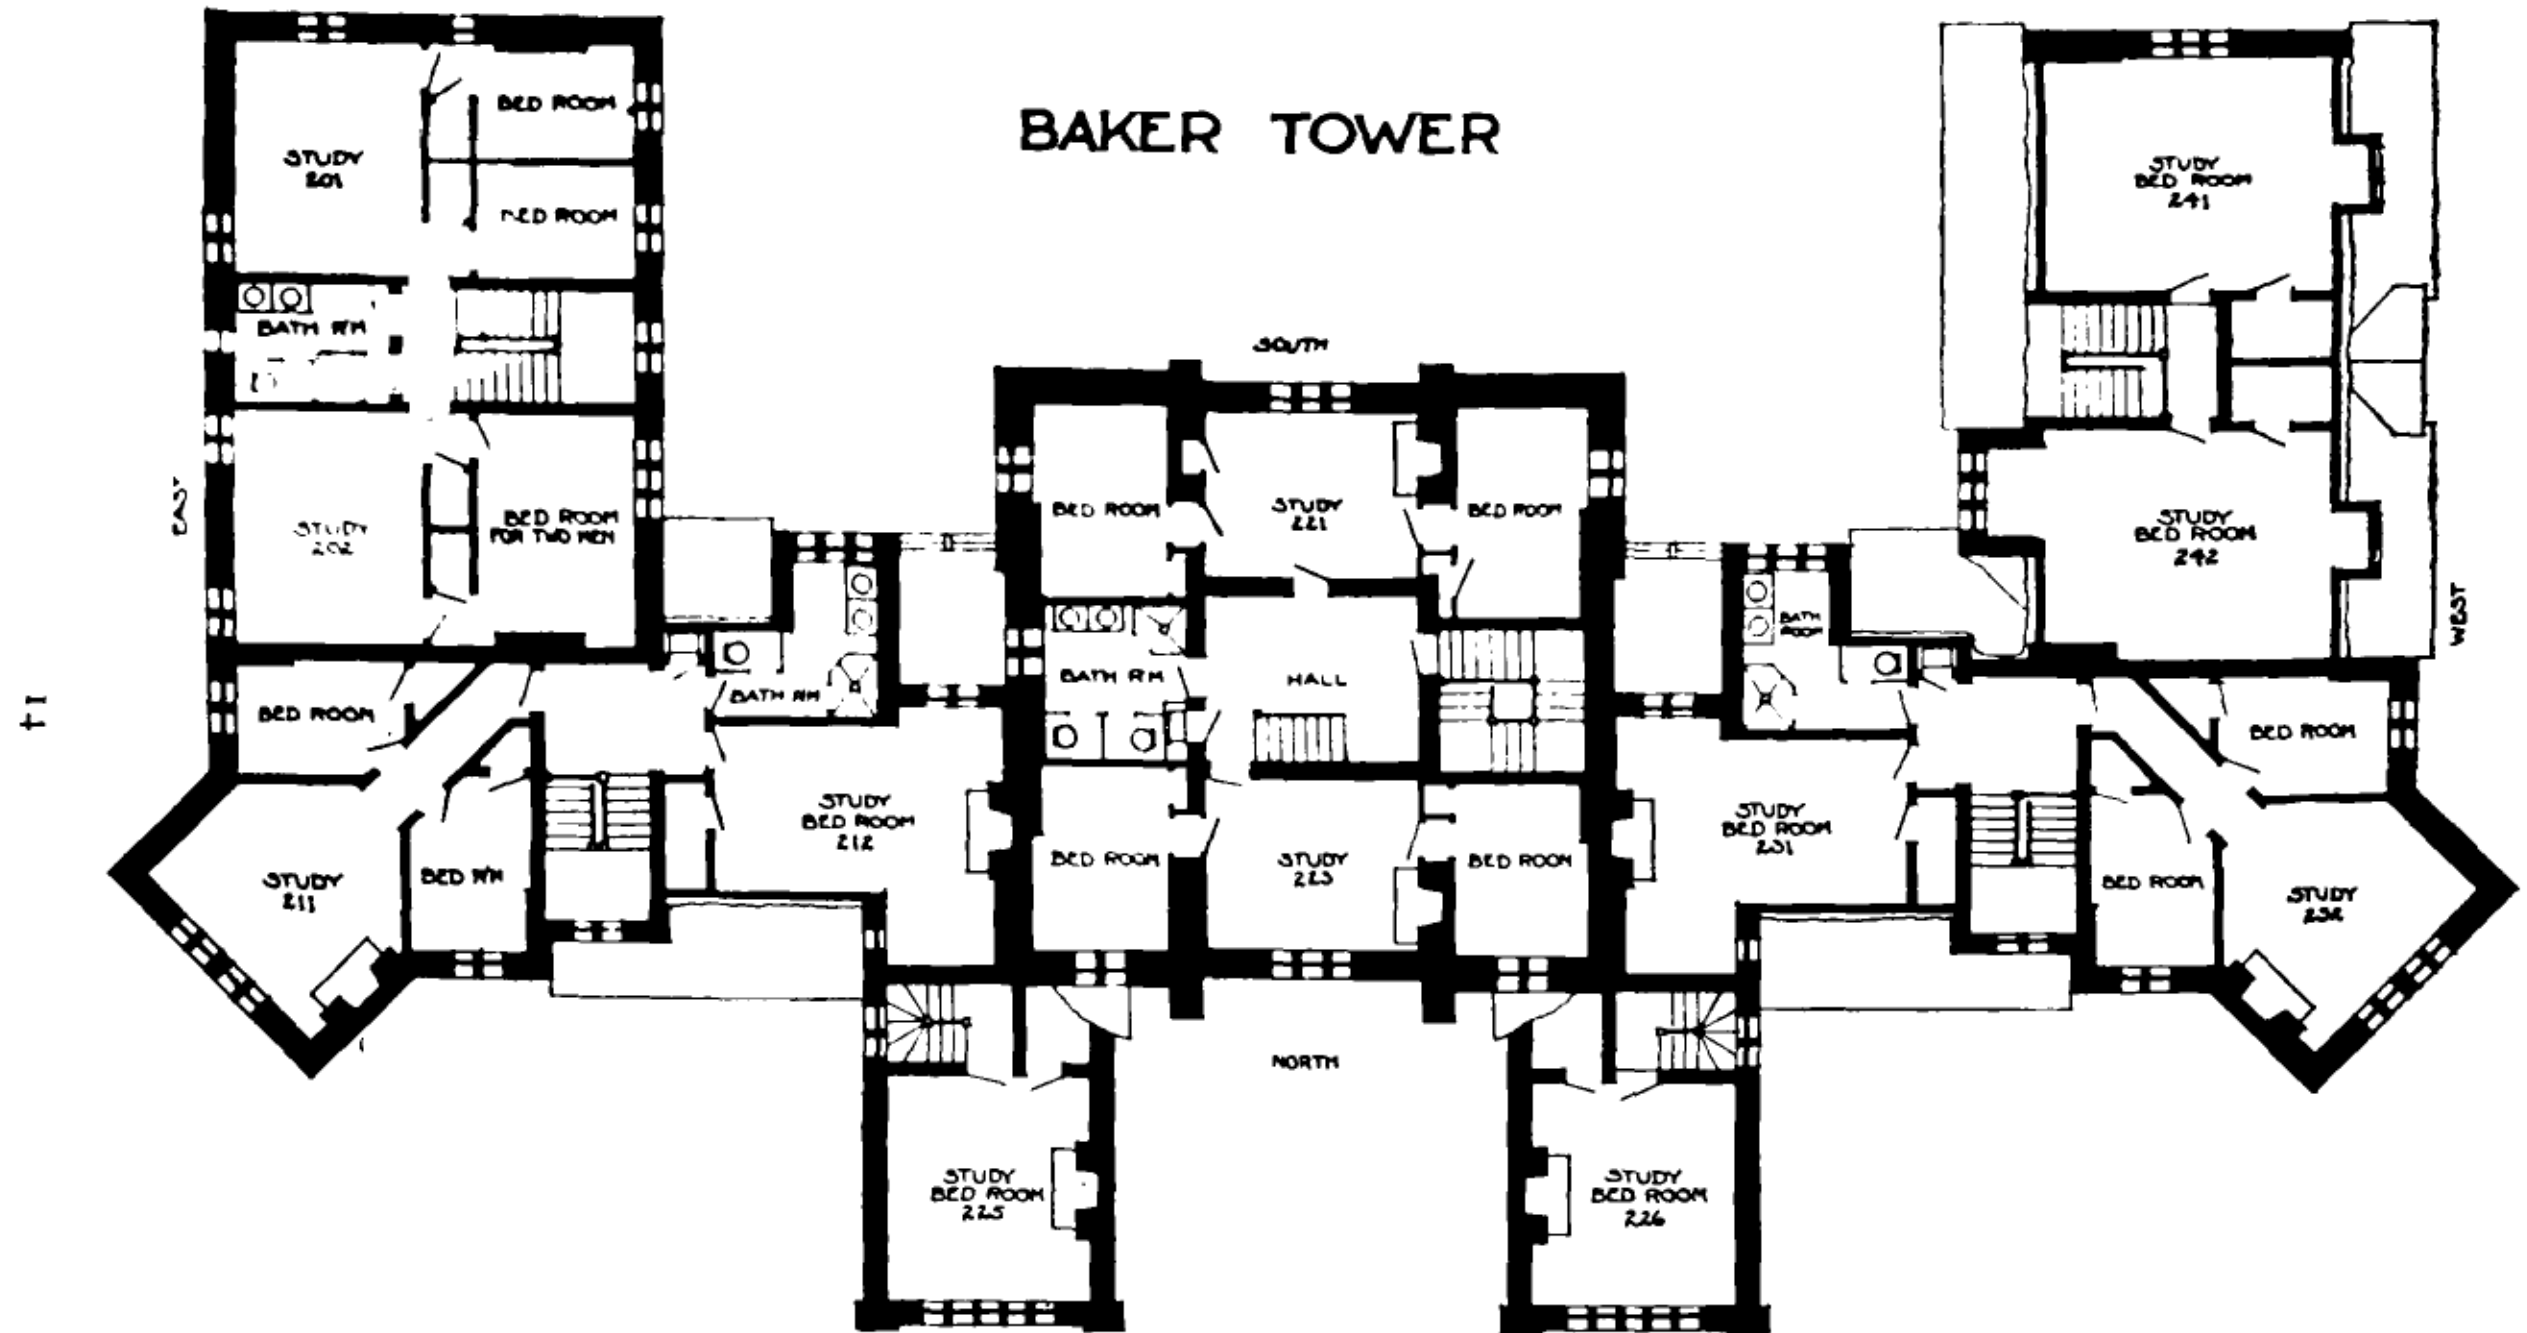 BAKER TOWER
BED ROOM
STUDY
201
BED ROOM
BATH R'M
STUDY
202
BED ROOM
FOR TWO MEN
EAST
STUDY
BED ROOM
241
SOUTH
STUDY
BED ROOM
242
WEST
BED ROOM
STUDY
221
BED ROOM
BATH ROOM
BATH R'M
BATH RM
HALL
BED ROOM
BED ROOM
14
STUDY
BED ROOM
212
STUDY
BED ROOM
231
BED ROOM
STUDY
223
BED ROOM
STUDY
211
BED R'M
BED ROOM
STUDY
232
NORTH
STUDY
BED ROOM
225
STUDY
BED ROOM
226